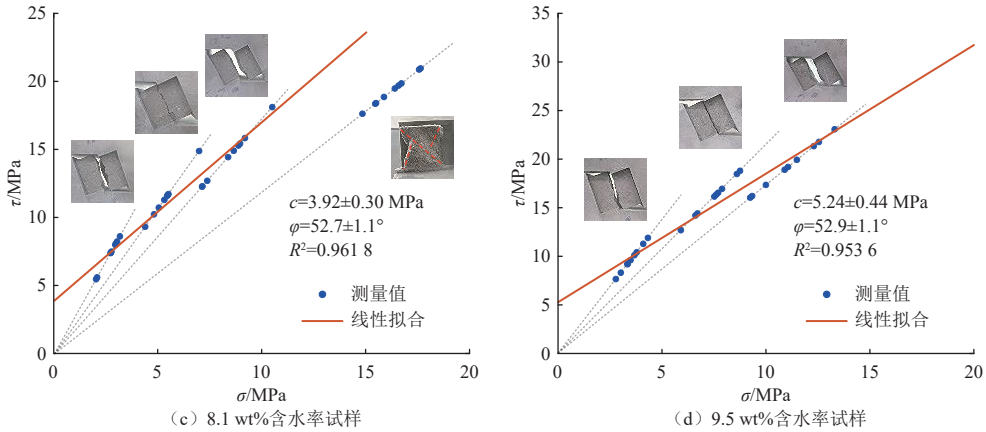 25
20
15
10
5
0
τ/MPa
c=3.92±0.30 MPa
φ=52.7±1.1°
R²=0.961 8
测量值
线性拟合
0 5 10 15 20
σ/MPa
（c）8.1 wt%含水率试样
35
30
25
20
15
10
5
0
τ/MPa
c=5.24±0.44 MPa
φ=52.9±1.1°
R²=0.953 6
测量值
线性拟合
0 5 10 15 20
σ/MPa
（d）9.5 wt%含水率试样